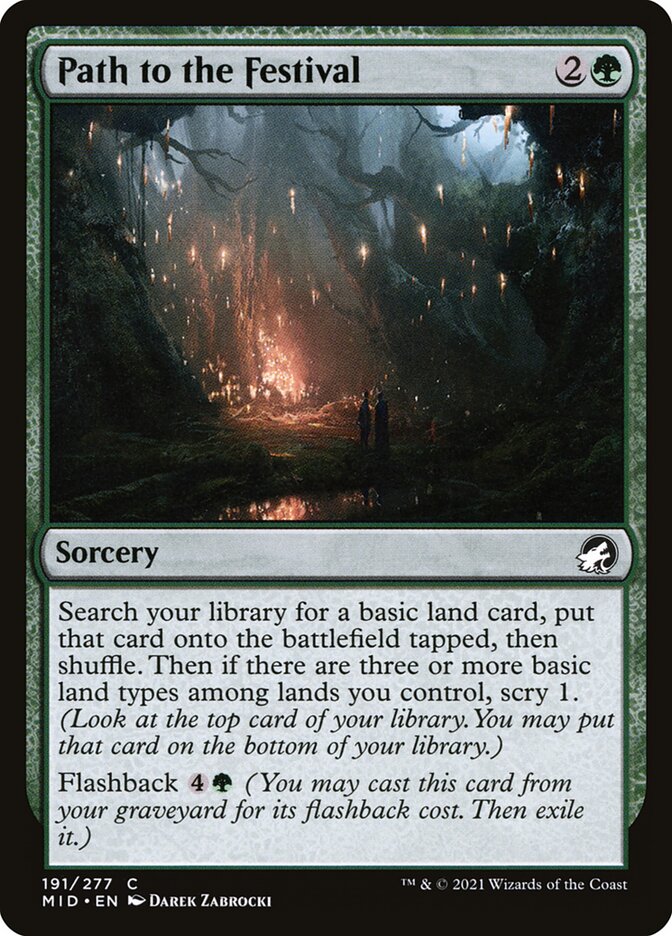 Path to the Festival 2
Sorcery
Search your library for a basic land card, put
that card onto the battlefield tapped, then
shuffle. Then if there are three or more basic
land types among lands you control, scry 1.
(Look at the top card of your library. You may put
that card on the bottom of your library.)
Flashback 4 (You may cast this card from
your graveyard for its flashback cost. Then exile
it.)
191/277 C
MID • EN DAREK ZABROCKI
™ & © 2021 Wizards of the Coast